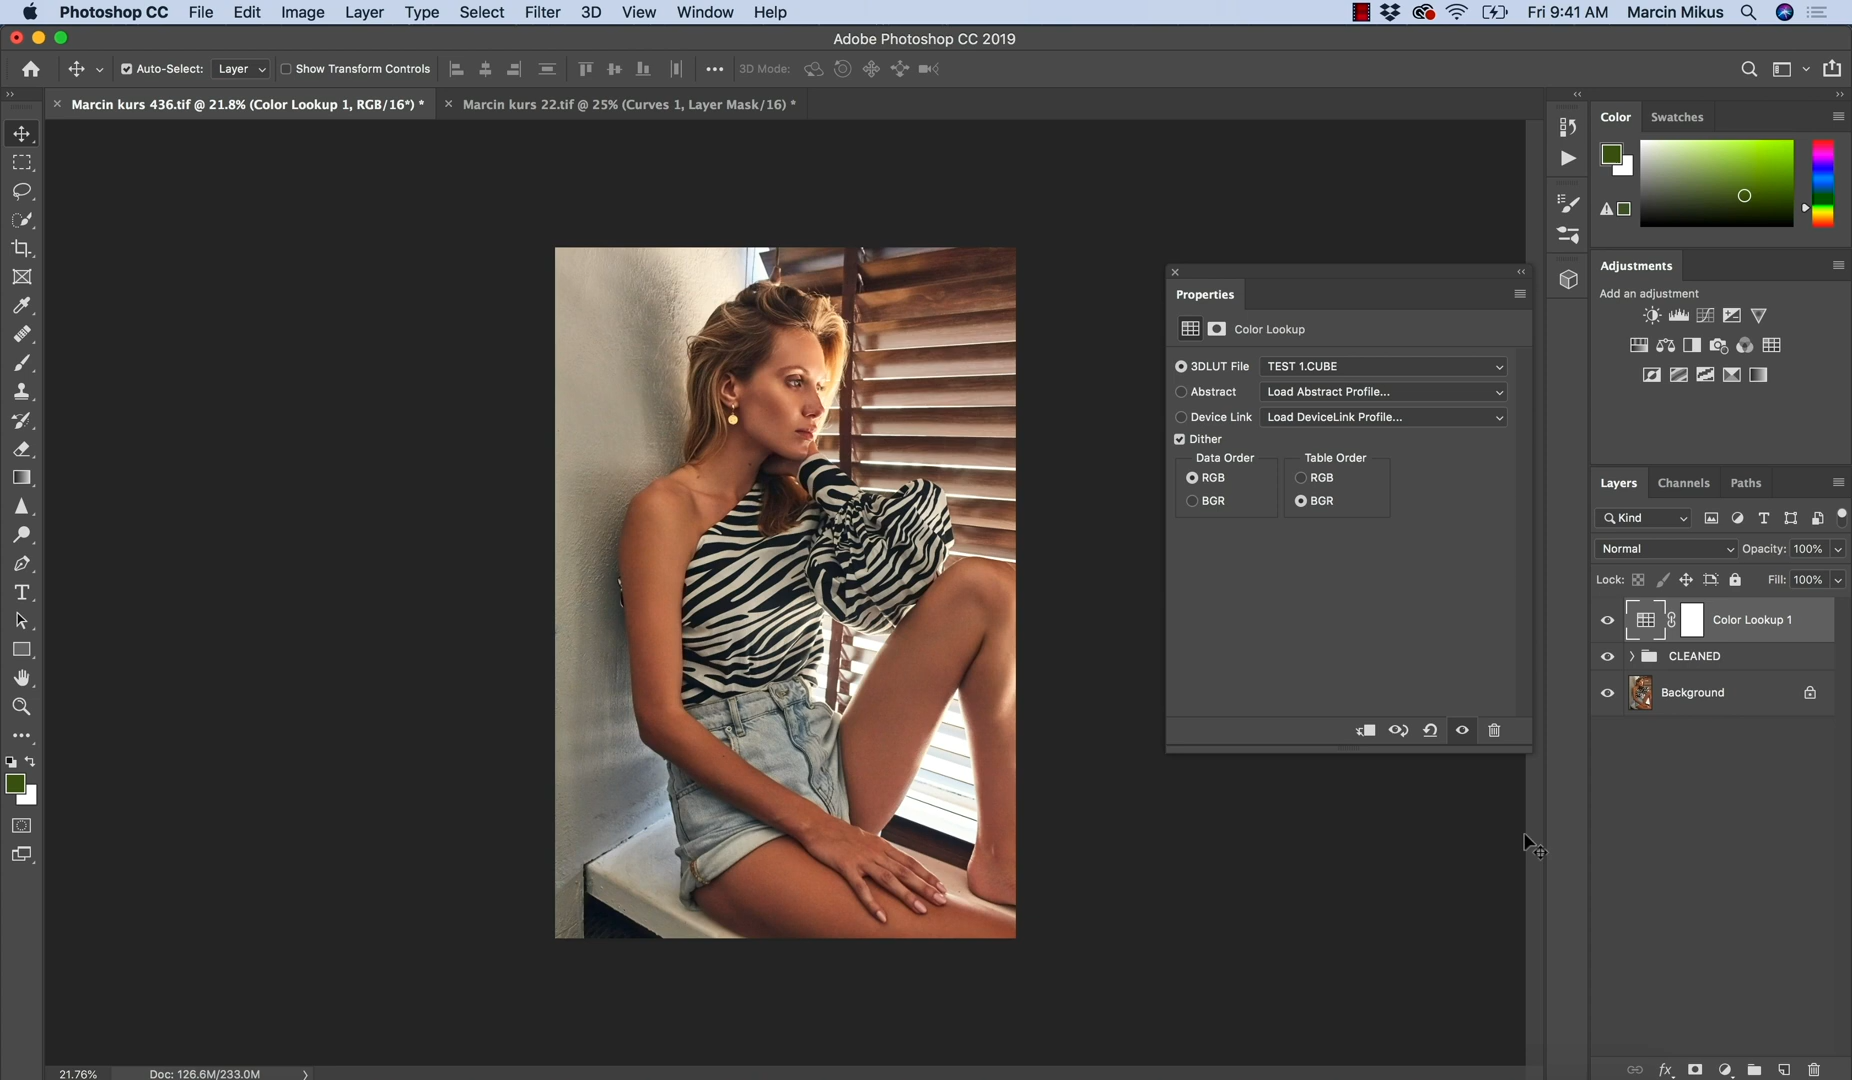 Photoshop CC File Edit Image Layer Type Select Filter 3D View Window Help Fri 9:41 AM Marcin Mikus
Adobe Photoshop CC 2019
Auto-Select: Layer Show Transform Controls 3D Mode:
Marcin kurs 436.tif @ 21.8% (Color Lookup 1, RGB/16*) * Marcin kurs 22.tif @ 25% (Curves 1, Layer Mask/16) *
Color Swatches
Adjustments
Add an adjustment
Properties
Color Lookup
3DLUT File TEST 1.CUBE
Abstract Load Abstract Profile...
Device Link Load DeviceLink Profile...
Dither
Data Order Table Order
RGB RGB
BGR BGR
Layers Channels Paths
Kind
Normal Opacity: 100%
Lock: Fill: 100%
Color Lookup 1
CLEANED
Background
21.76% Doc: 126.6M/233.0M
fx